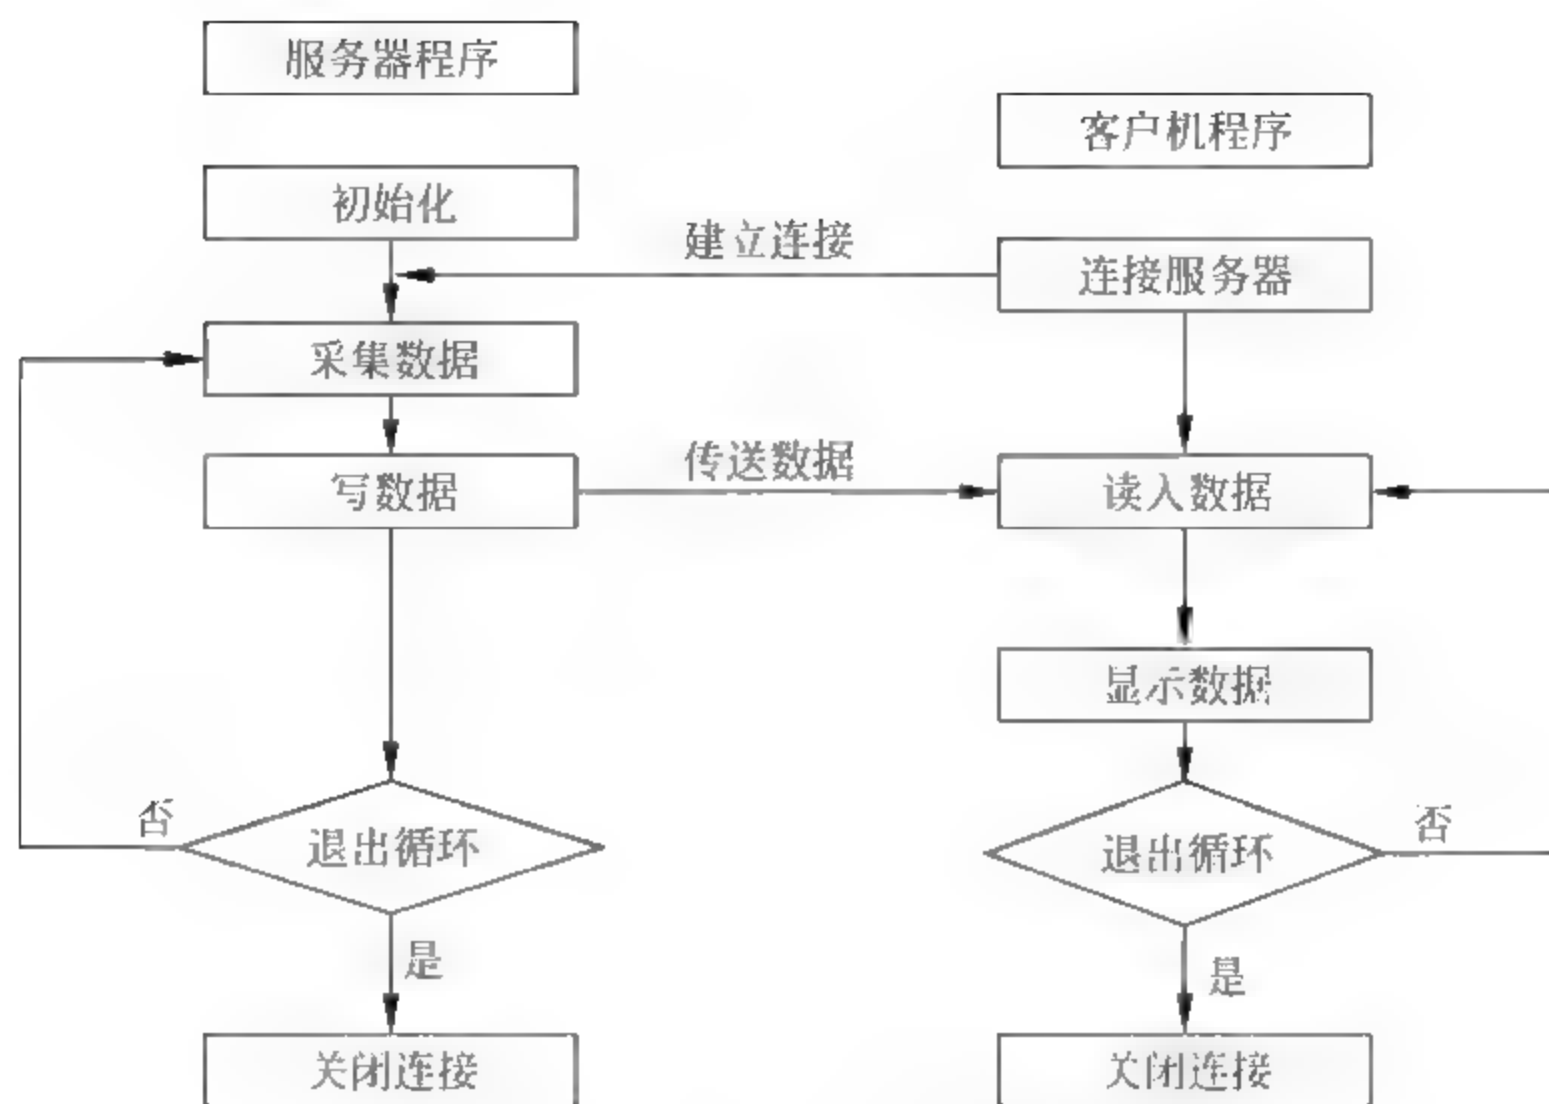 服务器程序
客户机程序
初始化
建立连接
连接服务器
采集数据
传送数据
写数据
读入数据
显示数据
否
退出循环
退出循环
否
是
是
关闭连接
关闭连接